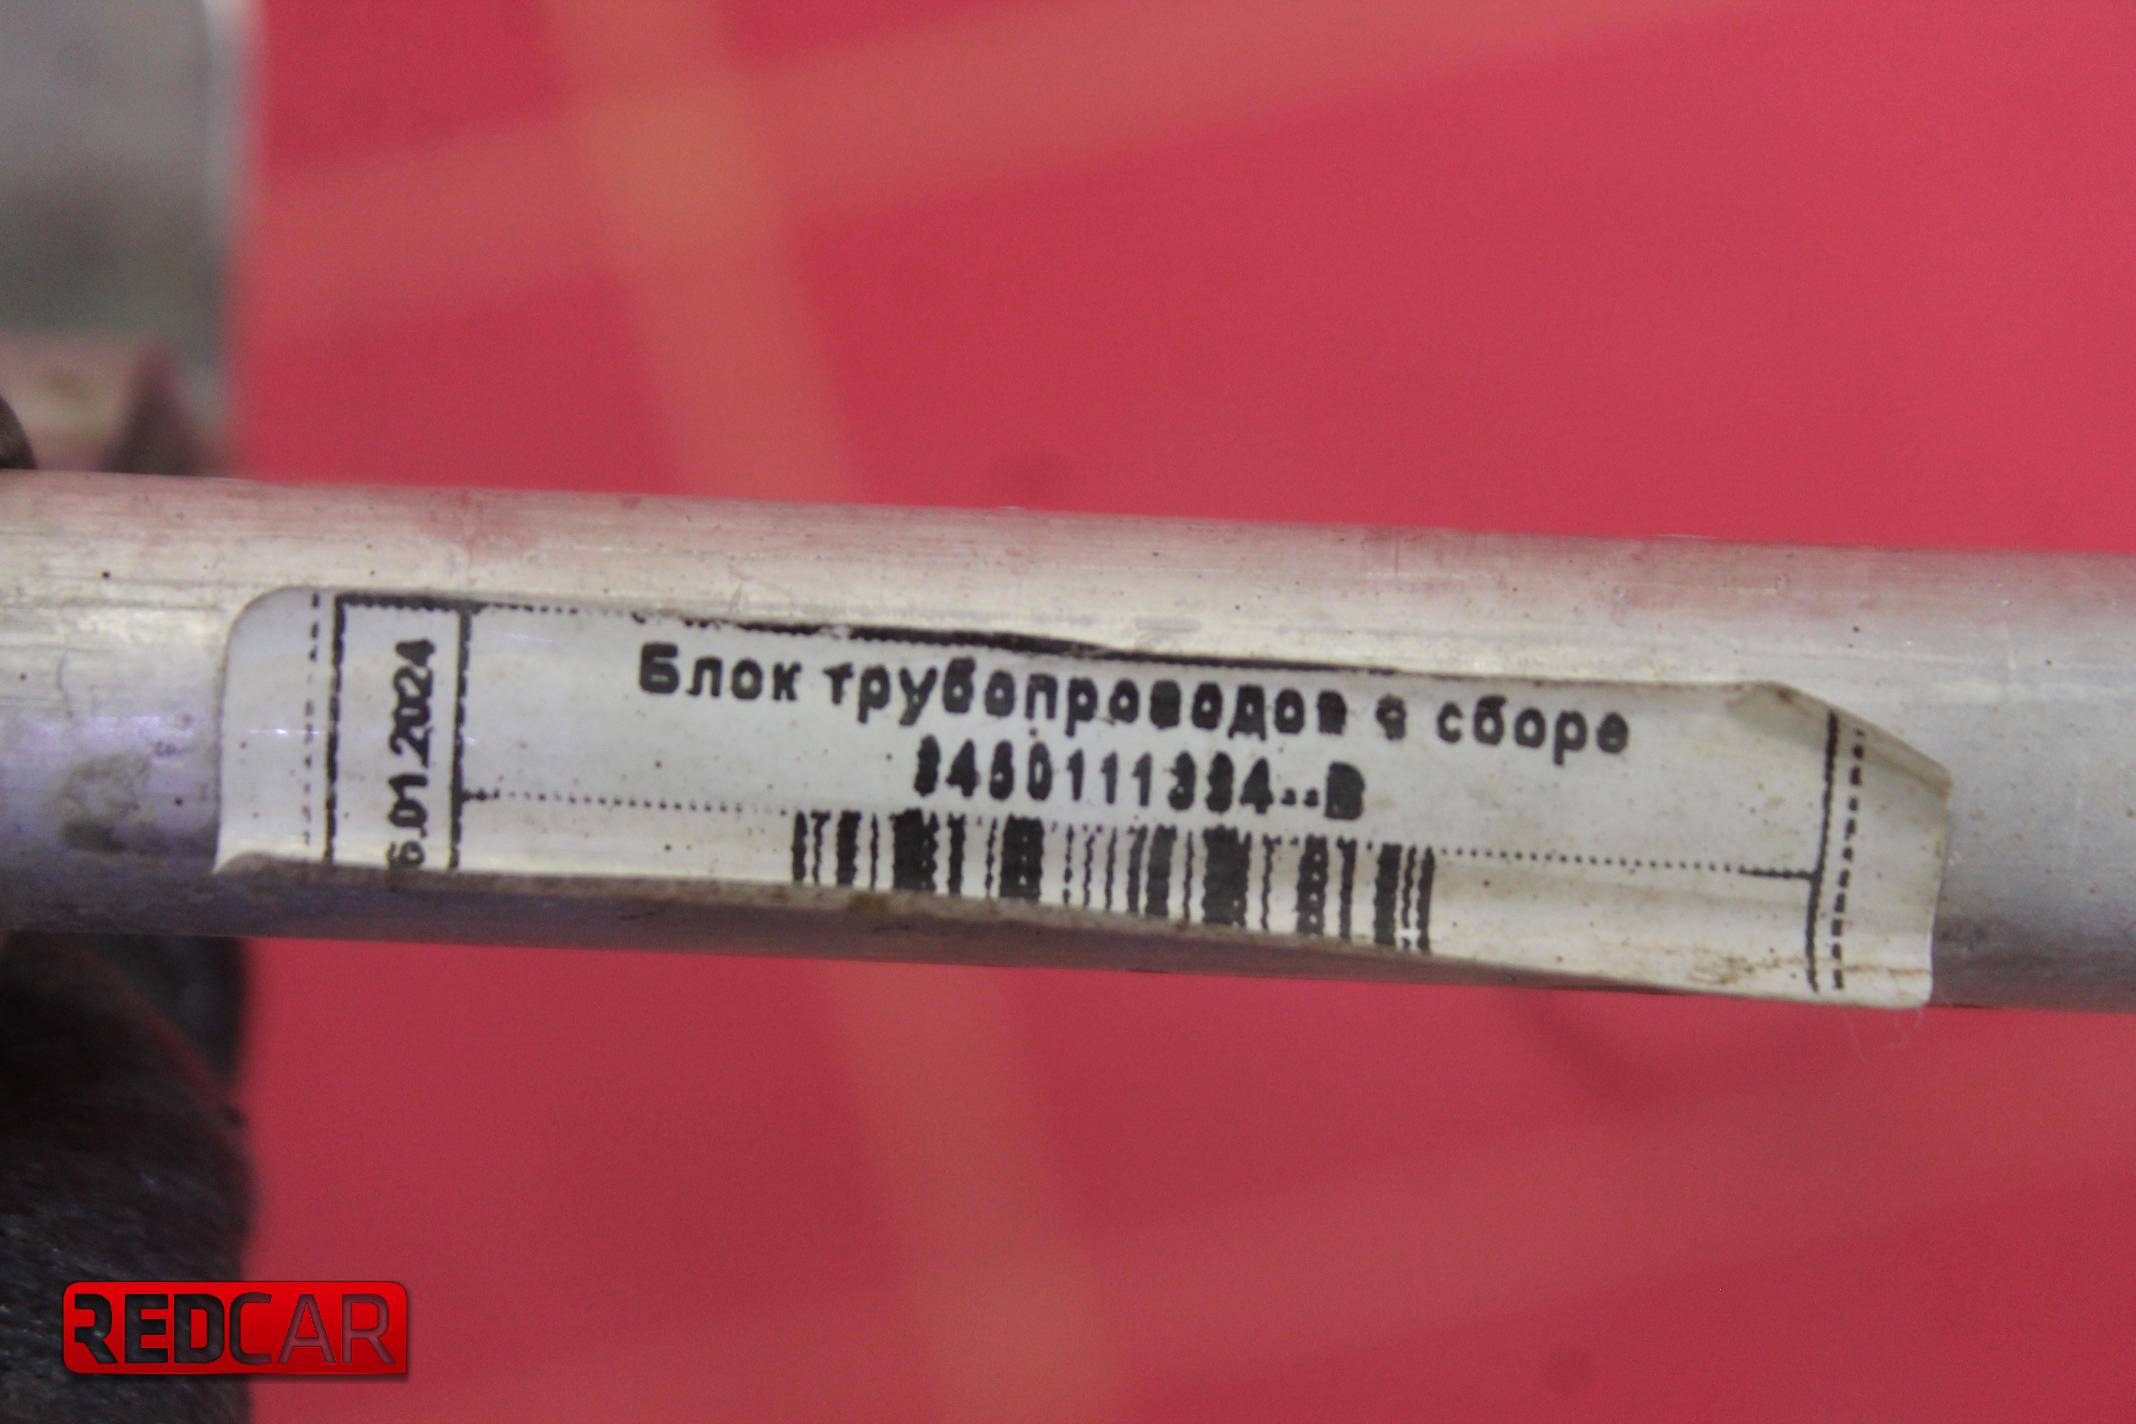 6.01.2024
Блок трубопроводов в сборе
8450111334--B
REDCAR